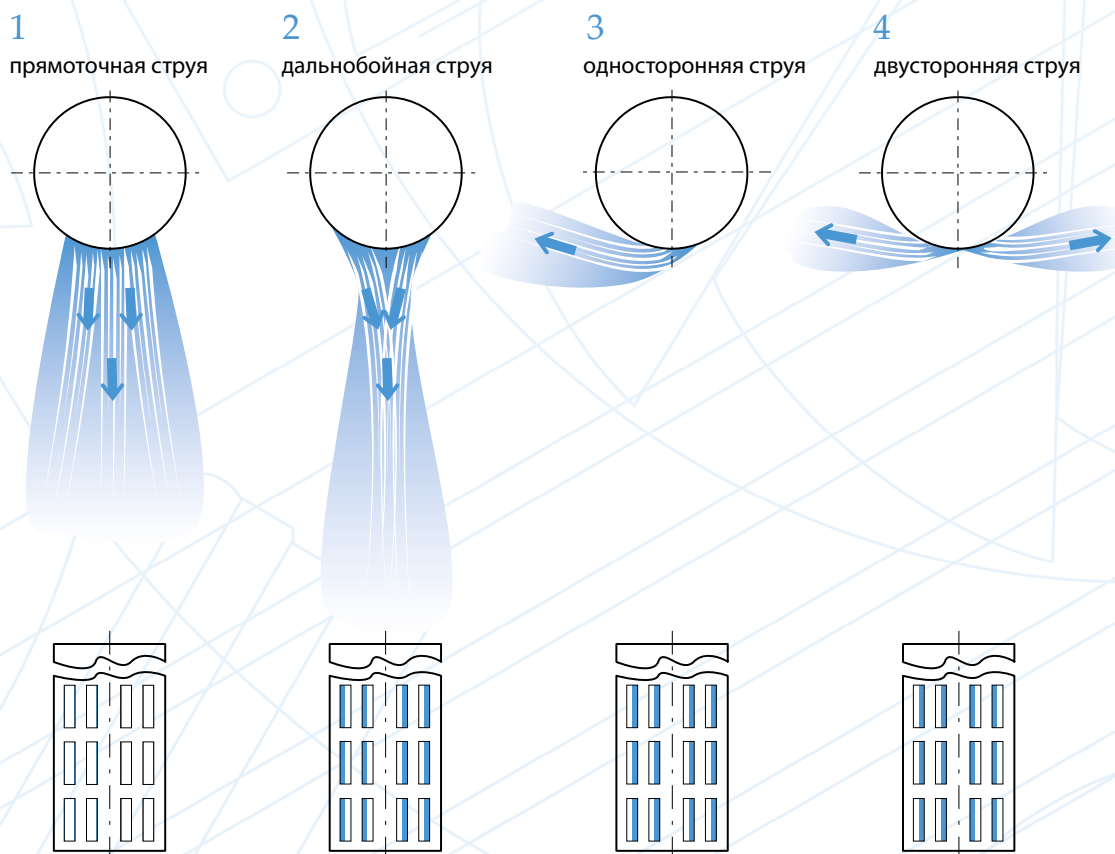 1
прямоточная струя
2
дальнобойная струя
3
односторонняя струя
4
двусторонняя струя